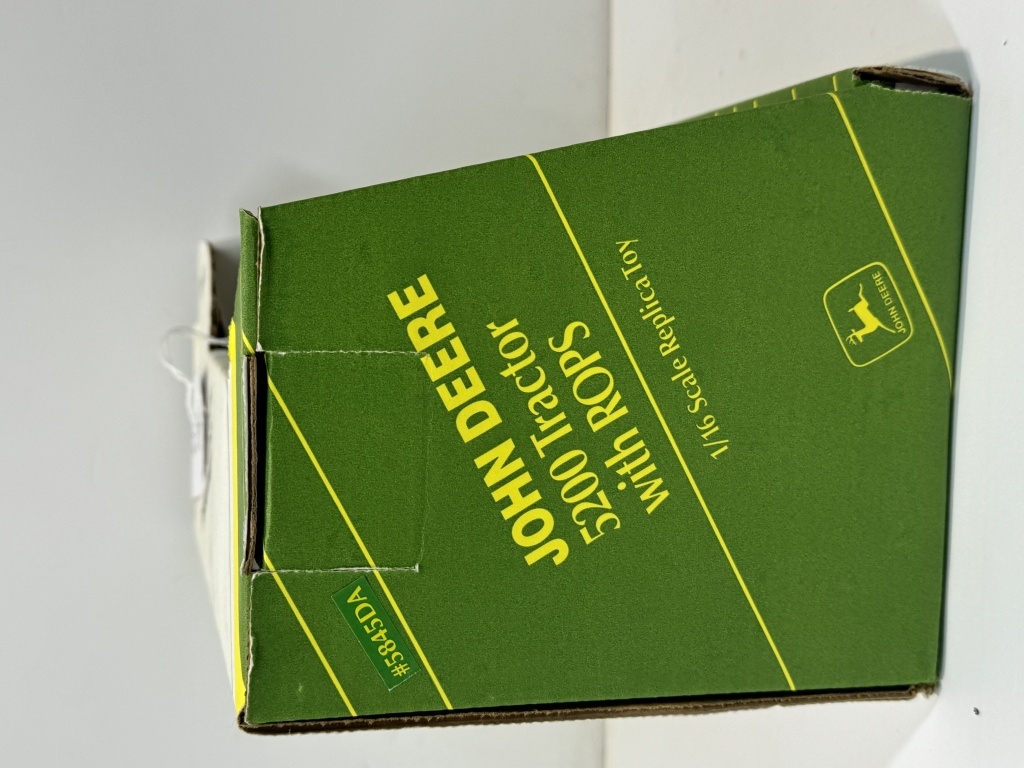 #5845DA
JOHN DEERE
5200 Tractor
with ROPS
1/16 Scale Replica Toy
JOHN DEERE